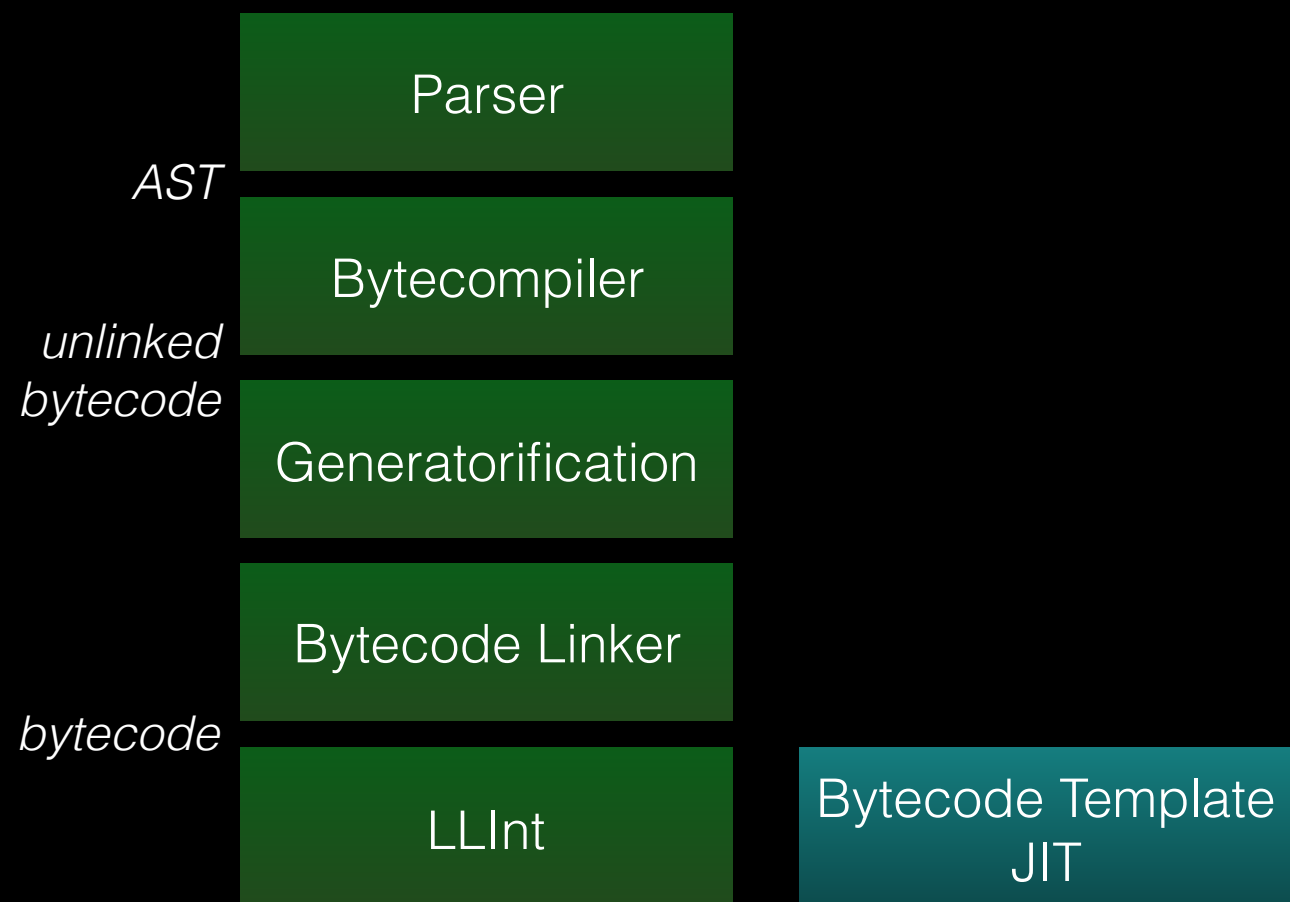 Parser
AST
Bytecompiler
unlinked
bytecode
Generatorification
Bytecode Linker
bytecode
LLInt
Bytecode Template
JIT